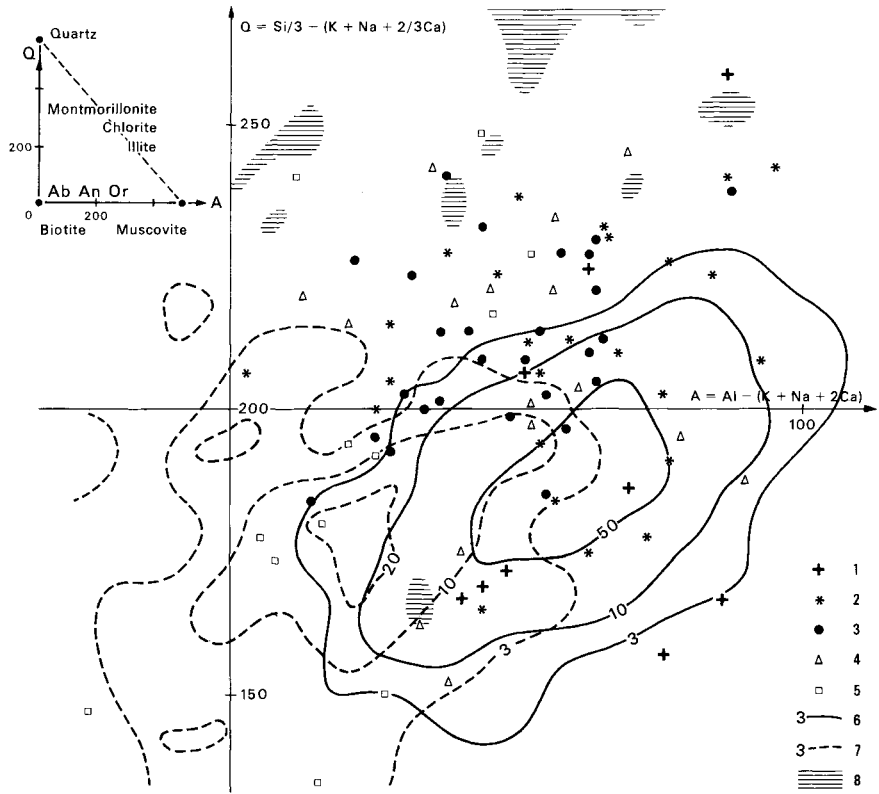 Q = Si/3 – (K + Na + 2/3Ca)
Quartz
Q
Montmorillonite
Chlorite
Illite
200
250
Ab An Or
A
0
200
Biotite
Muscovite
A = Al – (K + Na + 2Ca)
200
100
50
20
10
10
3
3
150
1
2
3
4
5
3 6
3 7
8